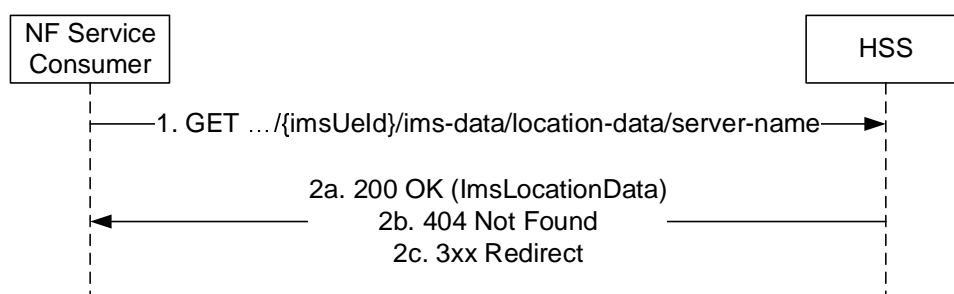 NF Service
Consumer
HSS
1. GET …/{imsUeId}/ims-data/location-data/server-name
2a. 200 OK (ImsLocationData)
2b. 404 Not Found
2c. 3xx Redirect